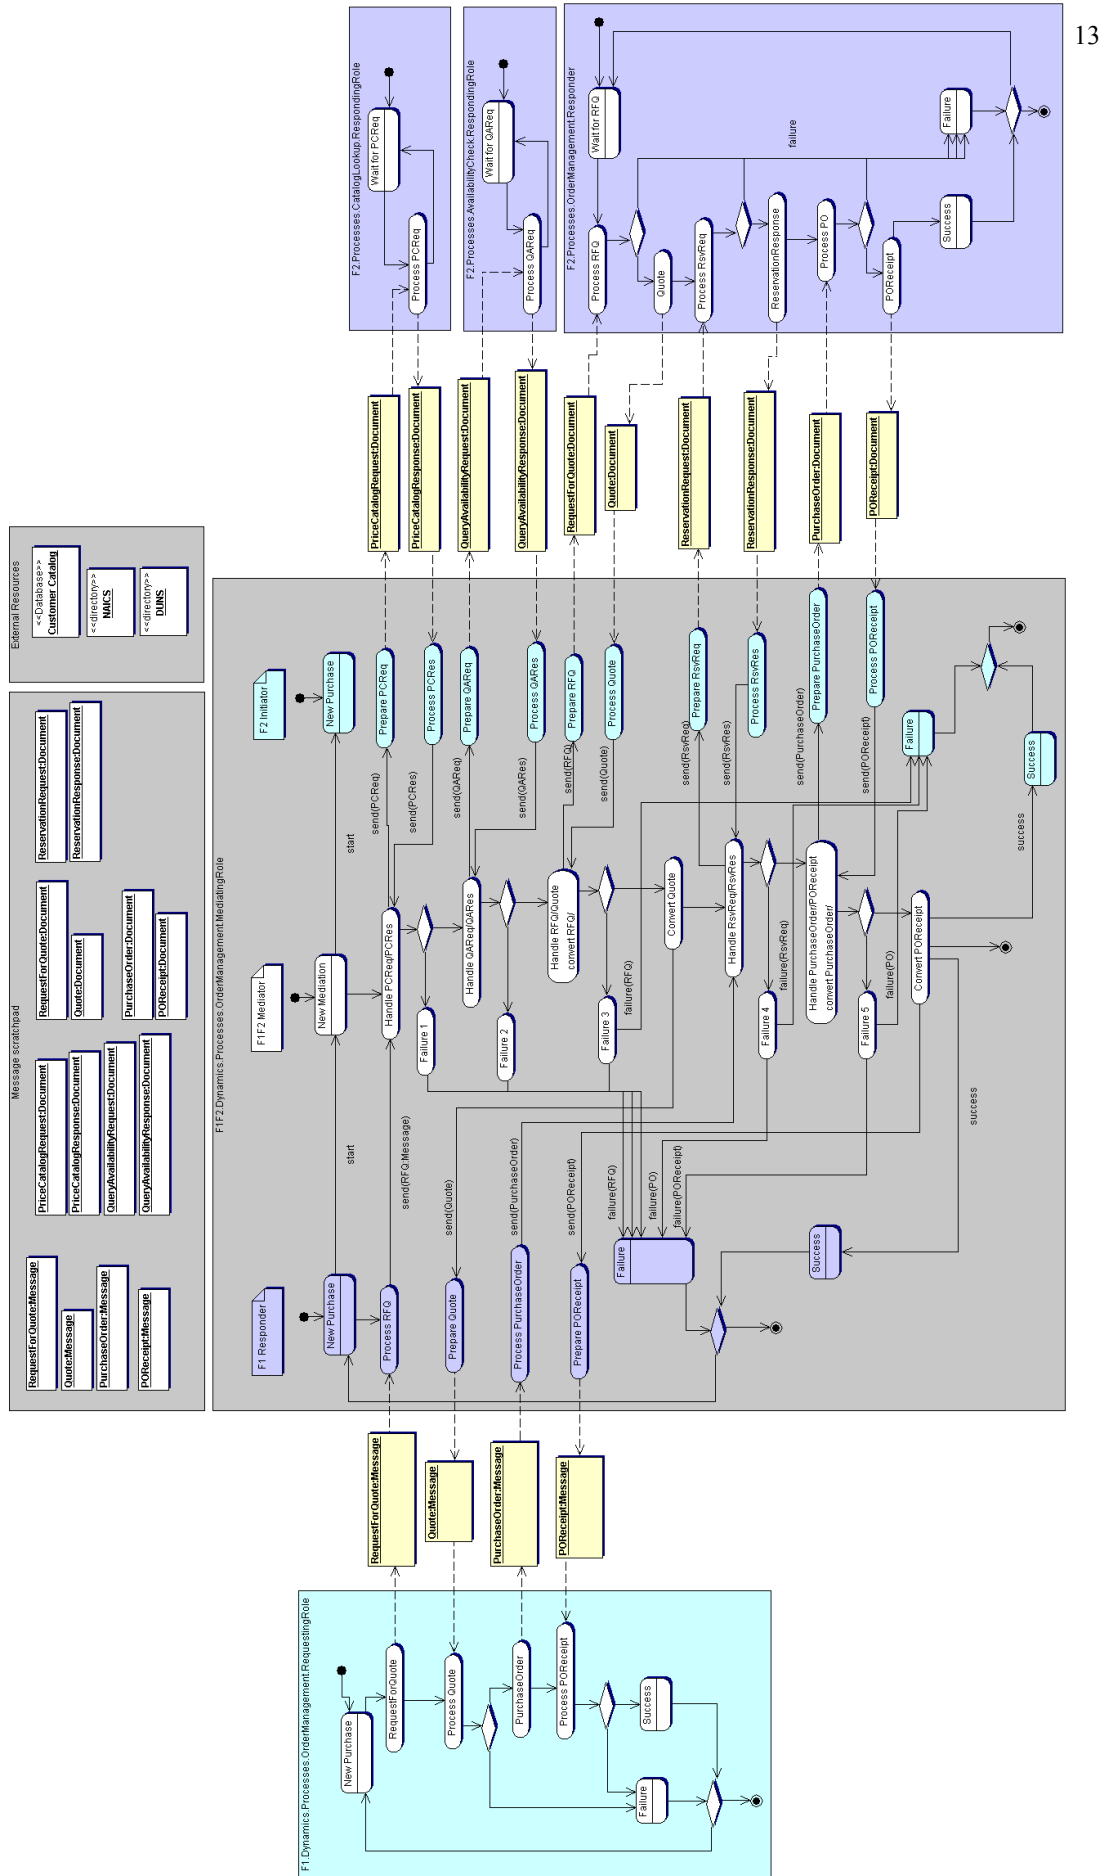 13
Message scratchpad
RequestForQuote:Message
Quote:Message
PurchaseOrder:Message
POReceipt:Message
PriceCatalogRequest:Document
PriceCatalogResponse:Document
QueryAvailabilityRequest:Document
QueryAvailabilityResponse:Document
RequestForQuote:Document
Quote:Document
PurchaseOrder:Document
POReceipt:Document
ReservationRequest:Document
ReservationResponse:Document
External Resources
<<Database>>
Customer Catalog
<<directory>>
NAICS
<<directory>>
DUNS
F1.Dynamics.Processes.OrderManagement.RequestingRole
New Purchase
RequestForQuote
Process Quote
PurchaseOrder
Process POReceipt
Failure
Success
RequestForQuote:Message
Quote:Message
PurchaseOrder:Message
POReceipt:Message
F1F2.Dynamics.Processes.OrderManagement.MediatingRole
F1 Responder
New Purchase
Process RFQ
Prepare Quote
Process PurchaseOrder
Prepare POReceipt
Failure
Success
start
send(RFQ:Message)
send(Quote)
send(PurchaseOrder)
send(POReceipt)
failure(RFQ)
failure(PO)
failure(POReceipt)
success
F1F2 Mediator
New Mediation
Handle PCReq/PCRes
Failure 1
Handle QAReq/QARes
Failure 2
Handle RFQ/Quote
convert RFQ/
Failure 3
Convert Quote
Handle RsvReq/RsvRes
Failure 4
Handle PurchaseOrder/POReceipt
convert PurchaseOrder/
Failure 5
Convert POReceipt
start
send(PCReq)
send(PCRes)
send(QAReq)
send(QARes)
send(RFQ)
send(Quote)
failure(RFQ)
send(RsvReq)
send(RsvRes)
failure(RsvReq)
send(PurchaseOrder)
send(POReceipt)
failure(PO)
success
F2 Initiator
New Purchase
Prepare PCReq
Process PCRes
Prepare QAReq
Process QARes
Prepare RFQ
Process Quote
Prepare RsvReq
Process RsvRes
Prepare PurchaseOrder
Process POReceipt
Failure
Success
PriceCatalogRequest:Document
PriceCatalogResponse:Document
QueryAvailabilityRequest:Document
QueryAvailabilityResponse:Document
RequestForQuote:Document
Quote:Document
ReservationRequest:Document
ReservationResponse:Document
PurchaseOrder:Document
POReceipt:Document
F2.Processes.CatalogLookup.RespondingRole
Wait for PCReq
Process PCReq
F2.Processes.AvailabilityCheck.RespondingRole
Wait for QAReq
Process QAReq
F2.Processes.OrderManagement.Responder
Wait for RFQ
Process RFQ
Quote
Process RsvReq
ReservationResponse
Process PO
POReceipt
failure
Failure
Success